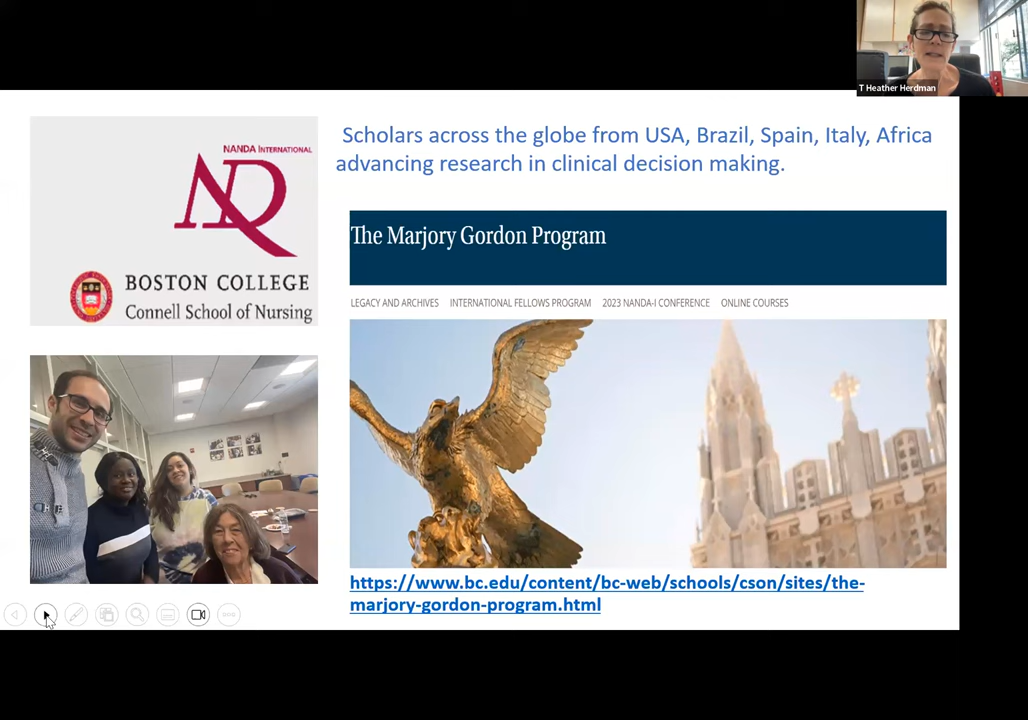 T Heather Herdman
NANDA INTERNATIONAL
BOSTON COLLEGE
Connell School of Nursing
Scholars across the globe from USA, Brazil, Spain, Italy, Africa
advancing research in clinical decision making.
The Marjory Gordon Program
LEGACY AND ARCHIVES INTERNATIONAL FELLOWS PROGRAM 2023 NANDA-I CONFERENCE ONLINE COURSES
https://www.bc.edu/content/bc-web/schools/cson/sites/the-
marjory-gordon-program.html